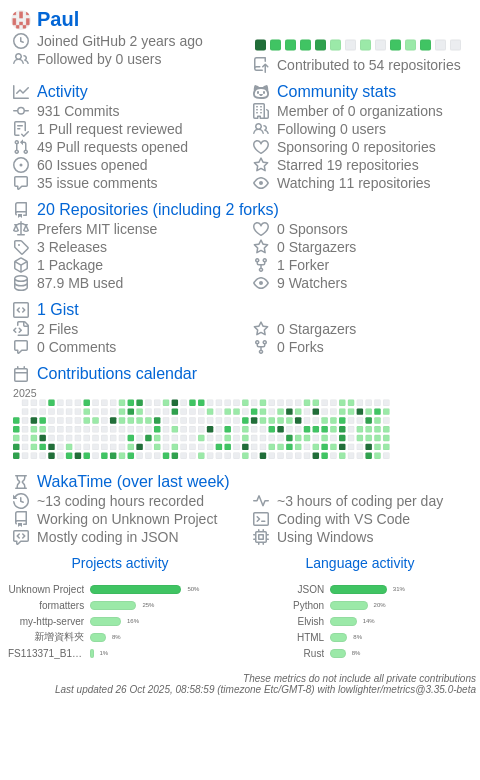 Paul
Joined GitHub 2 years ago
Followed by 0 users
Contributed to 54 repositories
Activity
931 Commits
1 Pull request reviewed
49 Pull requests opened
60 Issues opened
35 issue comments
Community stats
Member of 0 organizations
Following 0 users
Sponsoring 0 repositories
Starred 19 repositories
Watching 11 repositories
20 Repositories (including 2 forks)
Prefers MIT license
3 Releases
1 Package
87.9 MB used
0 Sponsors
0 Stargazers
1 Forker
9 Watchers
1 Gist
2 Files
0 Comments
0 Stargazers
0 Forks
Contributions calendar
2025
WakaTime (over last week)
~13 coding hours recorded
Working on Unknown Project
Mostly coding in JSON
~3 hours of coding per day
Coding with VS Code
Using Windows
Projects activity
Unknown Project 50%
formatters 25%
my-http-server 16%
新增資料夾 8%
FS113371_B1… 1%
Language activity
JSON 31%
Python 20%
Elvish 14%
HTML 8%
Rust 8%
These metrics do not include all private contributions
Last updated 26 Oct 2025, 08:58:59 (timezone Etc/GMT-8) with lowlighter/metrics@3.35.0-beta